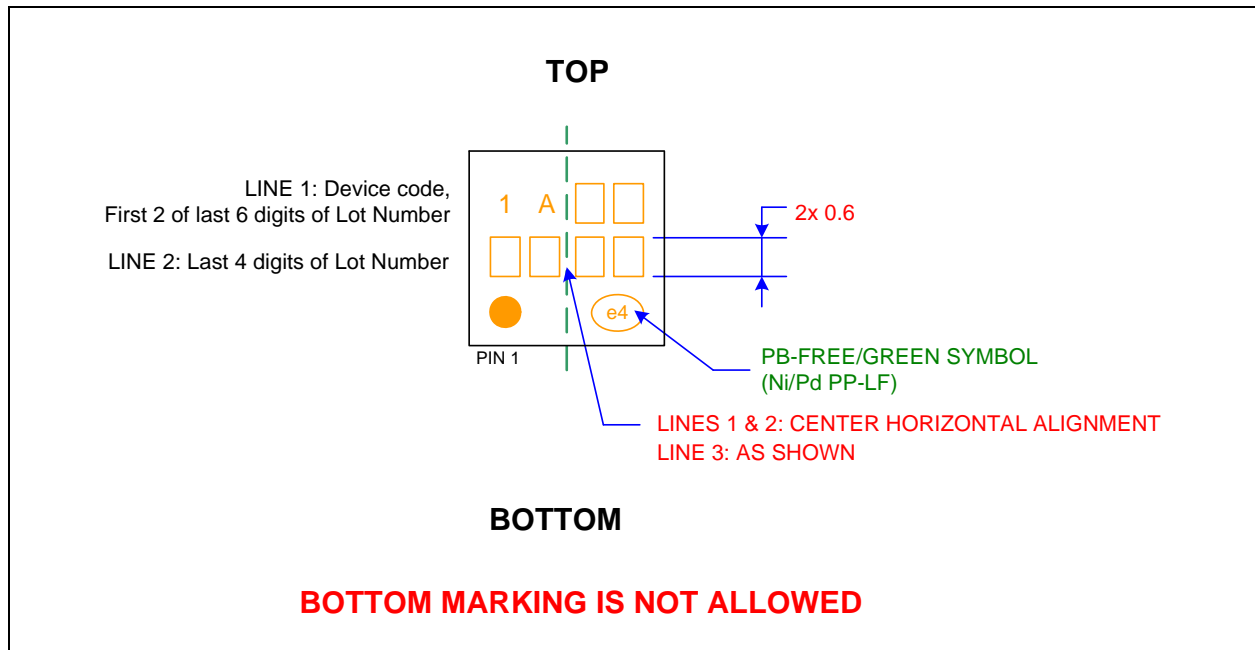 TOP
LINE 1: Device code,
First 2 of last 6 digits of Lot Number
1 A
2x 0.6
LINE 2: Last 4 digits of Lot Number
e4
PIN 1
PB-FREE/GREEN SYMBOL
(Ni/Pd PP-LF)
LINES 1 & 2: CENTER HORIZONTAL ALIGNMENT
LINE 3: AS SHOWN
BOTTOM
BOTTOM MARKING IS NOT ALLOWED